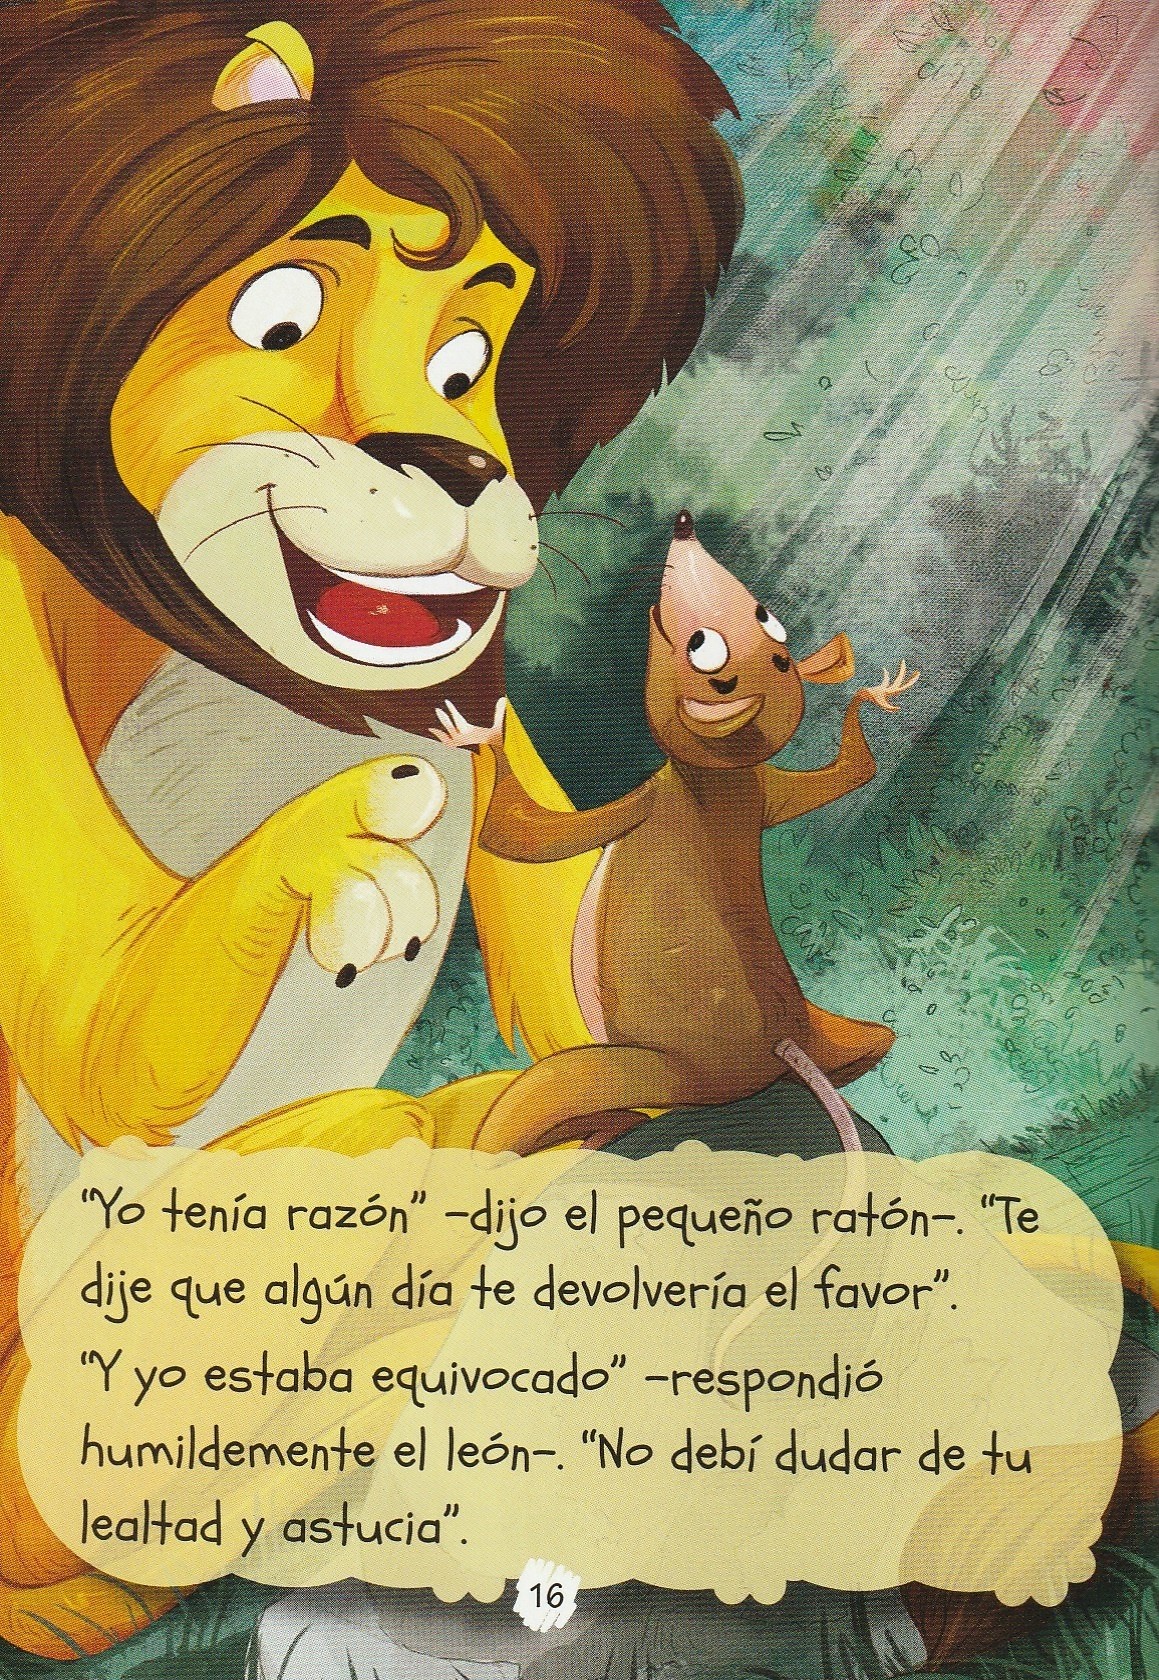 “Yo tenía razón” –dijo el pequeño ratón–. “Te
dije que algún día te devolvería el favor”.
“Y yo estaba equivocado” –respondió
humildemente el león–. “No debí dudar de tu
lealtad y astucia”.
16